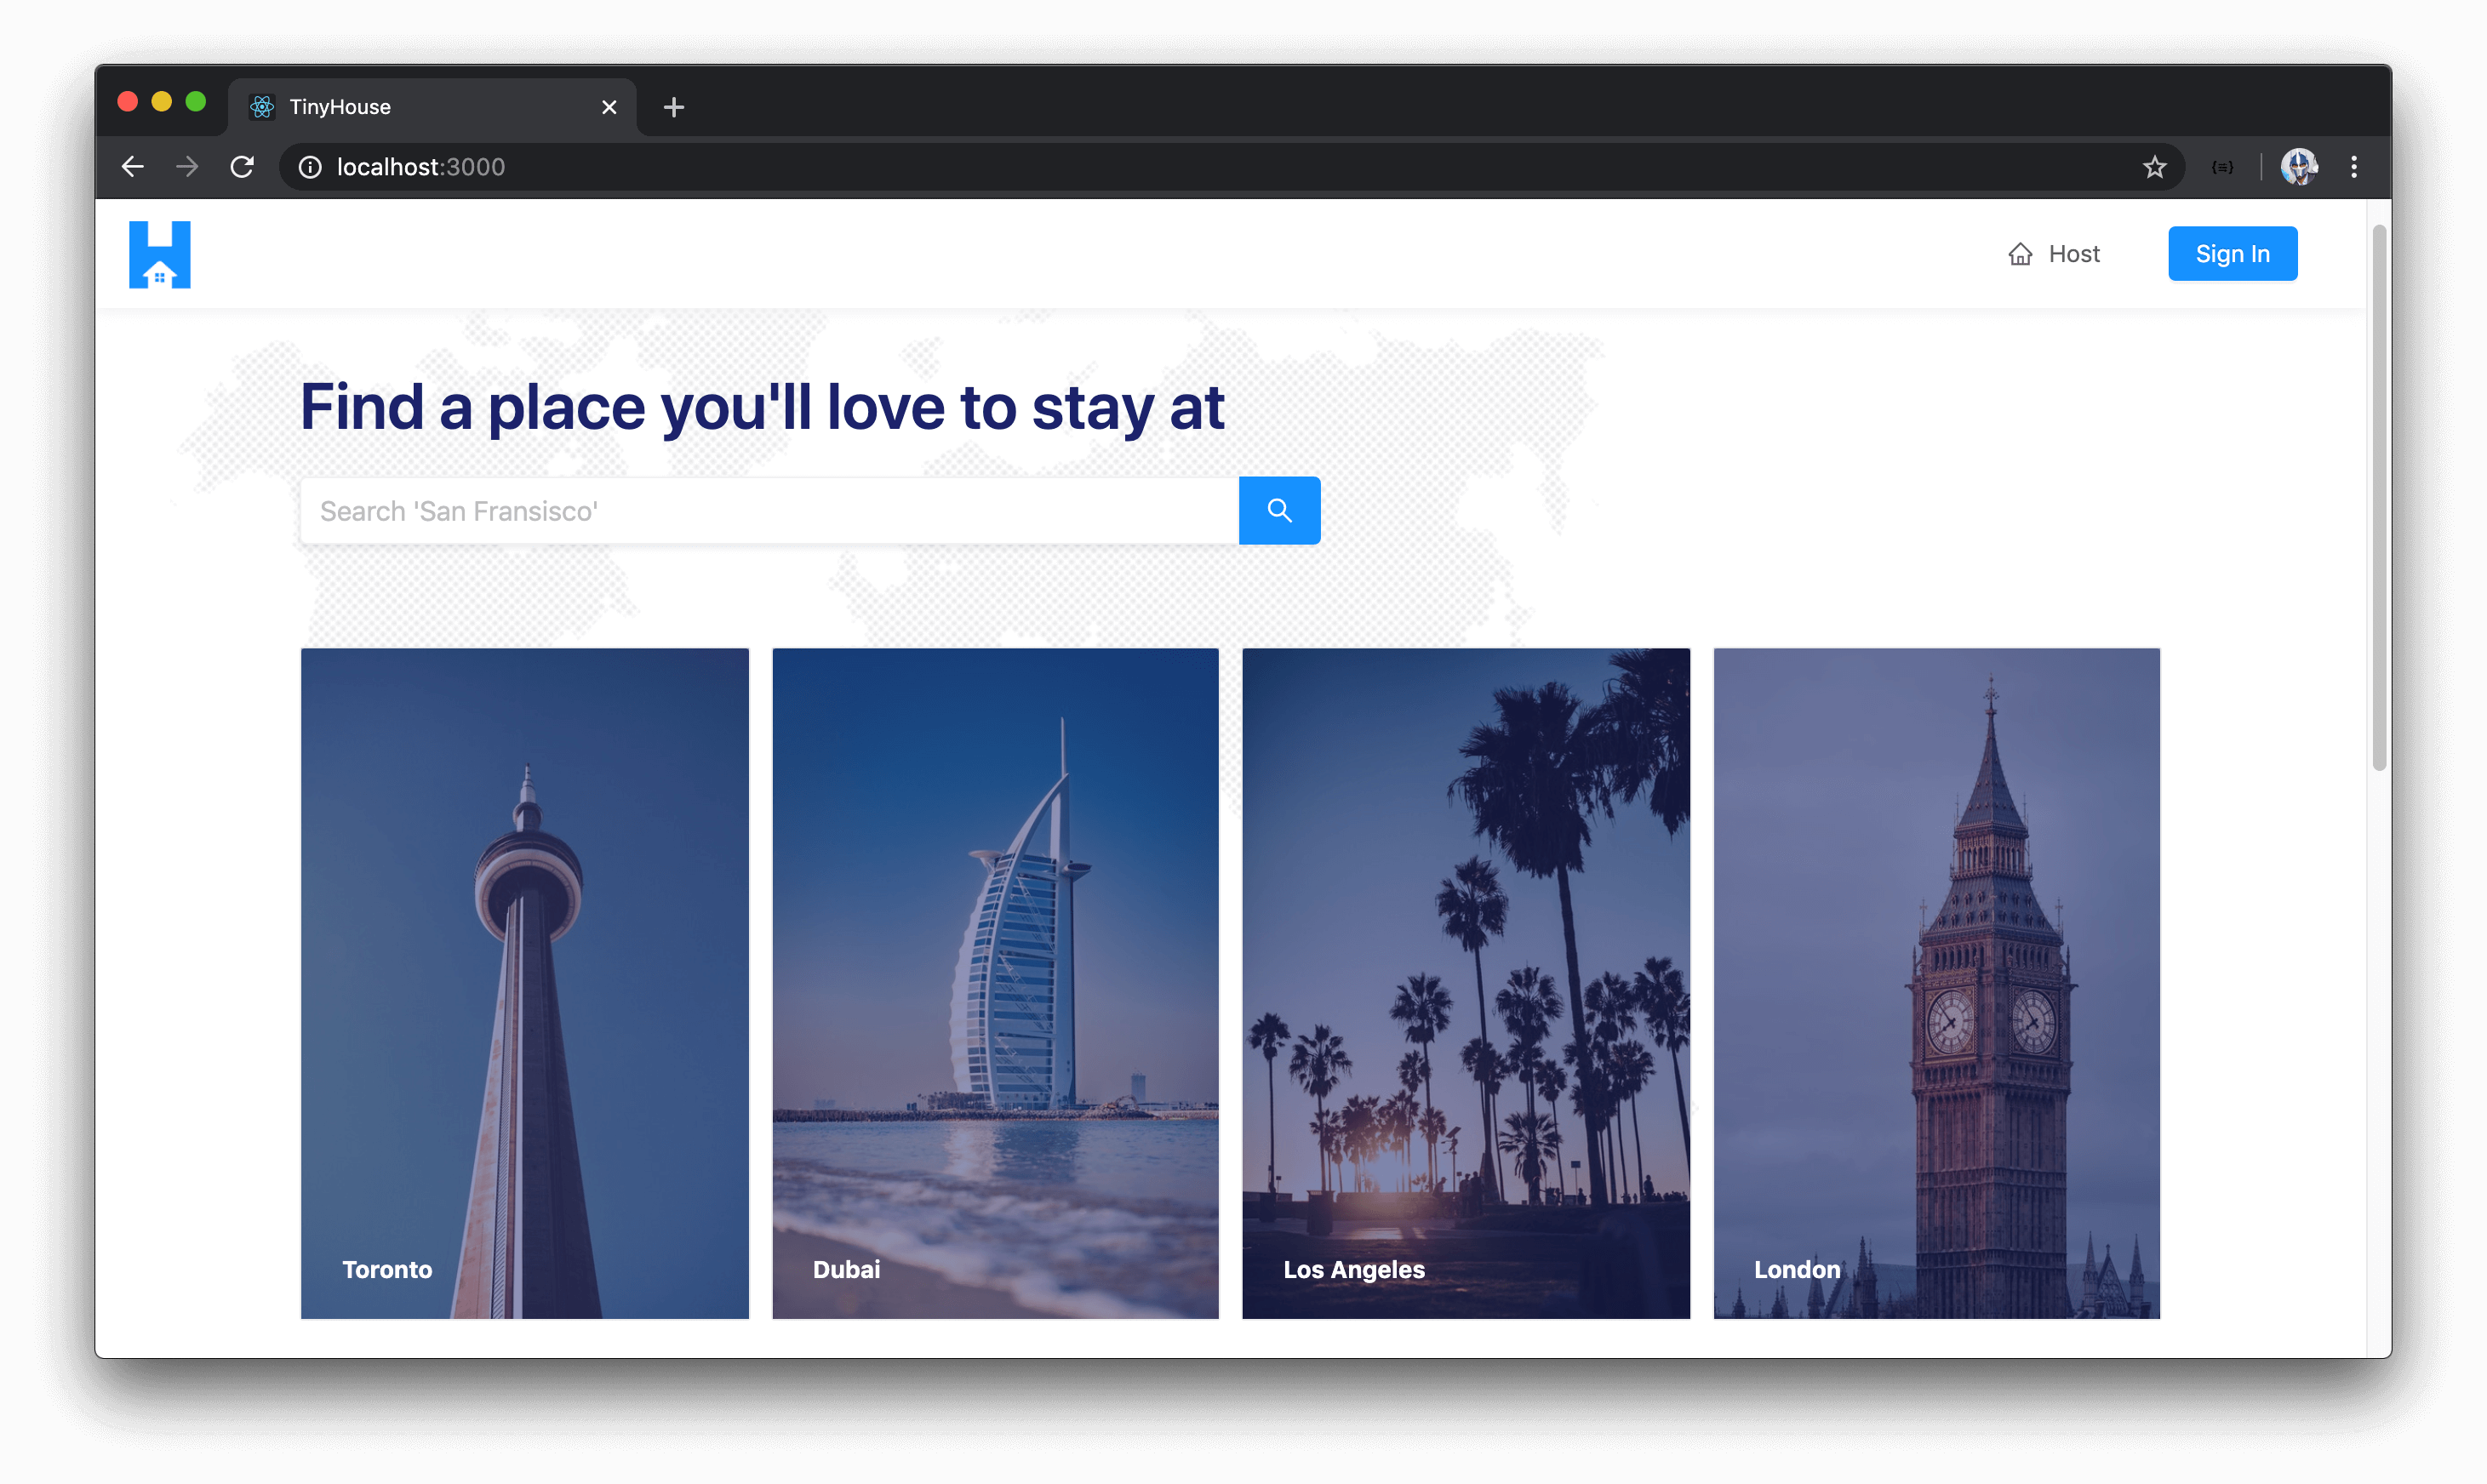 TinyHouse
localhost:3000
Host
Sign In
Find a place you'll love to stay at
Search 'San Fransisco'
Toronto
Dubai
Los Angeles
London